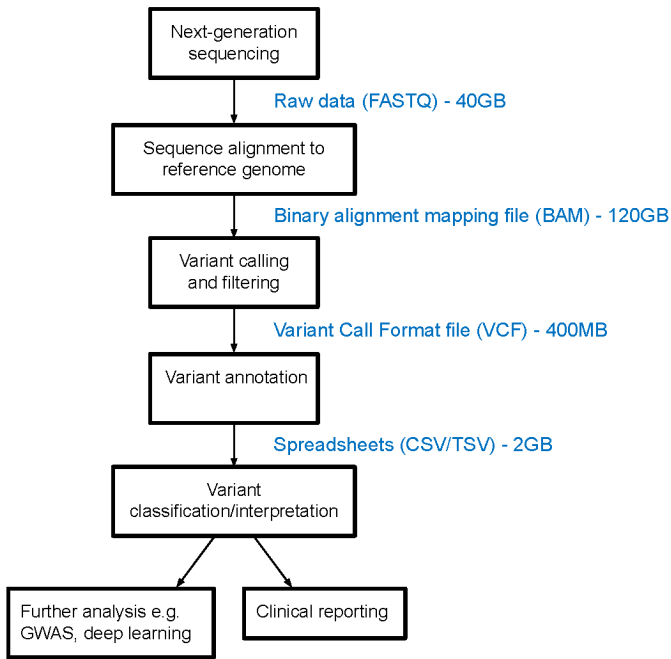 Next-generation
sequencing
Raw data (FASTQ) - 40GB
Sequence alignment to
reference genome
Binary alignment mapping file (BAM) - 120GB
Variant calling
and filtering
Variant Call Format file (VCF) - 400MB
Variant annotation
Spreadsheets (CSV/TSV) - 2GB
Variant
classification/interpretation
Further analysis e.g.
GWAS, deep learning
Clinical reporting